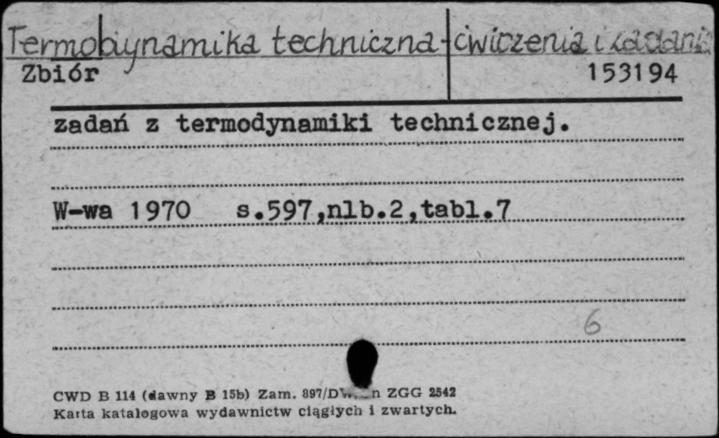 Termodynamika techniczna-ćwiczenia i zadania
Zbiór 153194
zadań z termodynamiki technicznej.
W-wa 1970 s.597,nlb.2,tabl.7
6
CWD B 114 (dawny B 15b) Zam. 897/D ZGG 2542
Karta katalogowa wydawnictw ciągłych i zwartych.